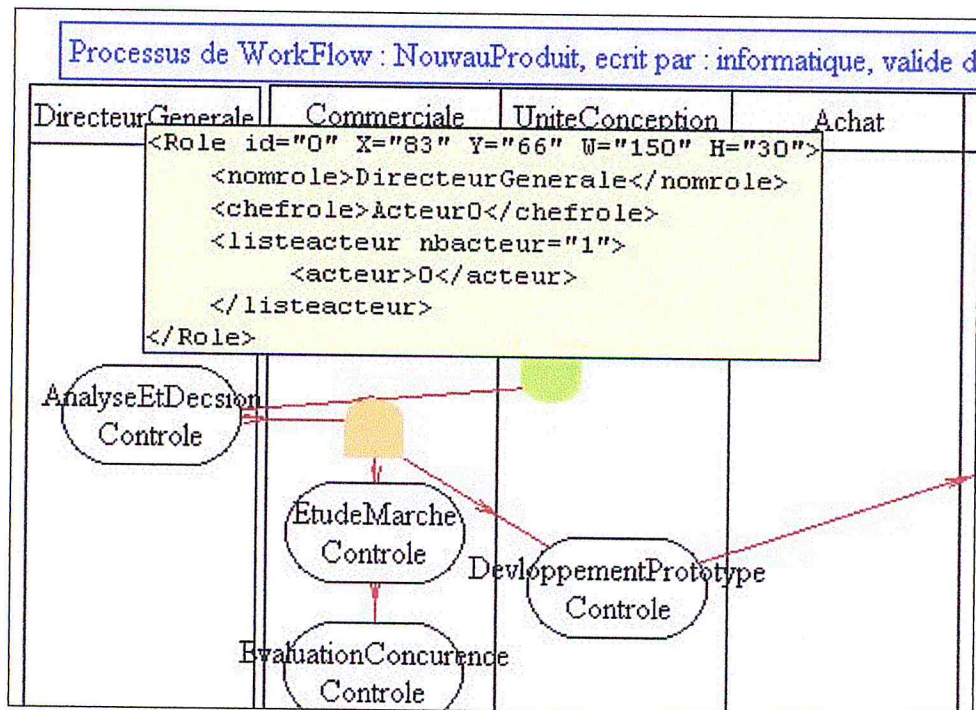 Processus de WorkFlow : NouvauProduit, ecrit par : informatique, valide d
DirecteurGenerale
Commerciale
UniteConception
Achat
<Role id="0" X="83" Y="66" W="150" H="30">
<nomrole>DirecteurGenerale</nomrole>
<chefrole>Acteur0</chefrole>
<listeacteur nbacteur="1">
<acteur>0</acteur>
</listeacteur>
</Role>
AnalyseEtDecsion
Controle
EtudeMarche
Controle
DevloppementPrototype
Controle
EvaluationConcurence
Controle